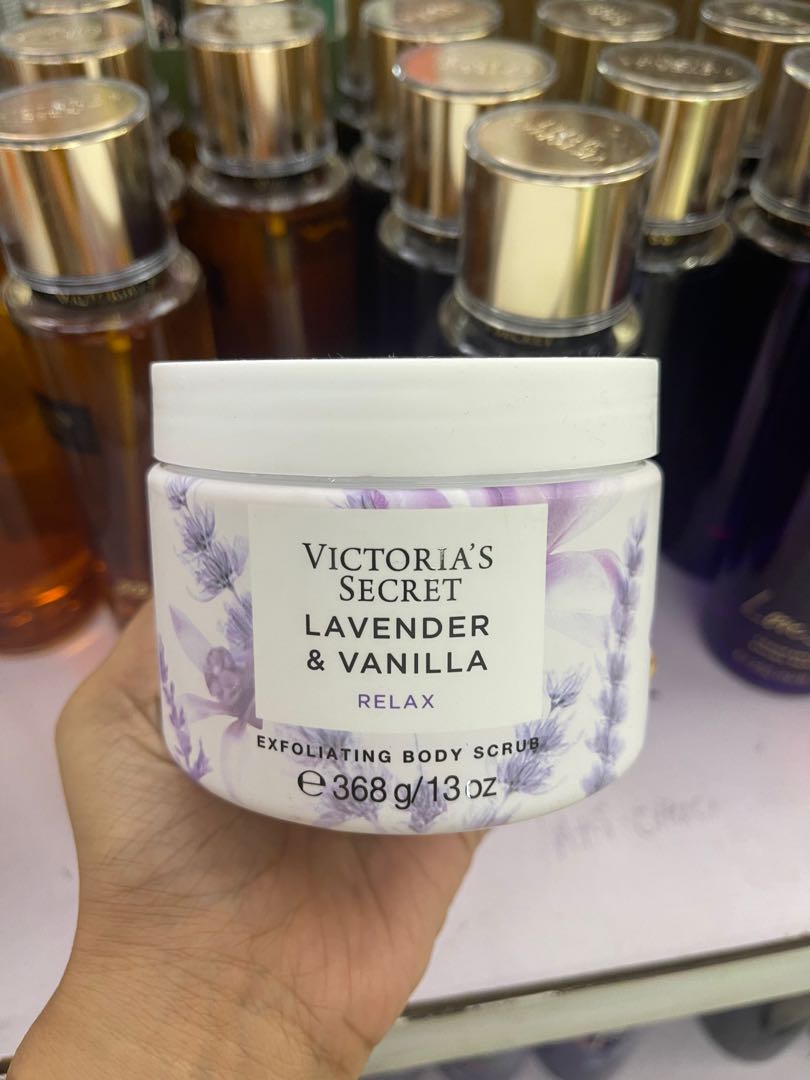 VICTORIA'S
SECRET
LAVENDER
& VANILLA
RELAX
EXFOLIATING BODY SCRUB
℮ 368 g/13 oz